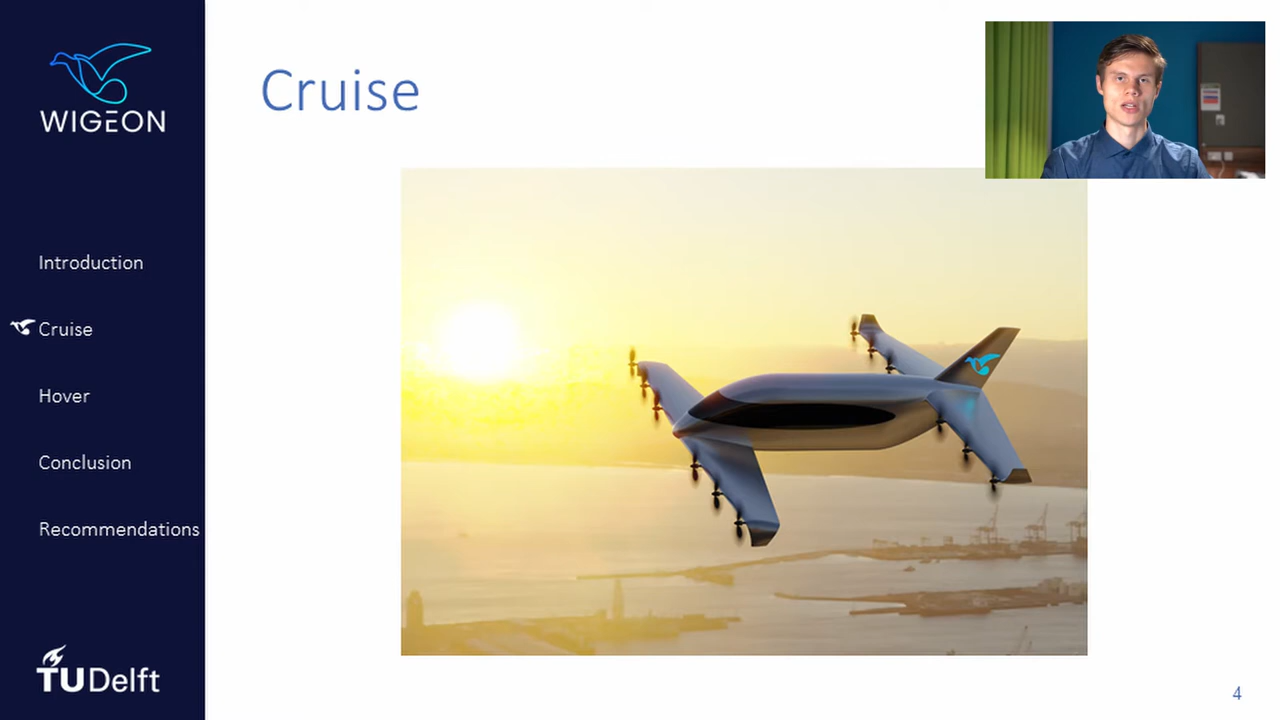 WIGEON
Cruise
Introduction
Cruise
Hover
Conclusion
Recommendations
TUDelft
4